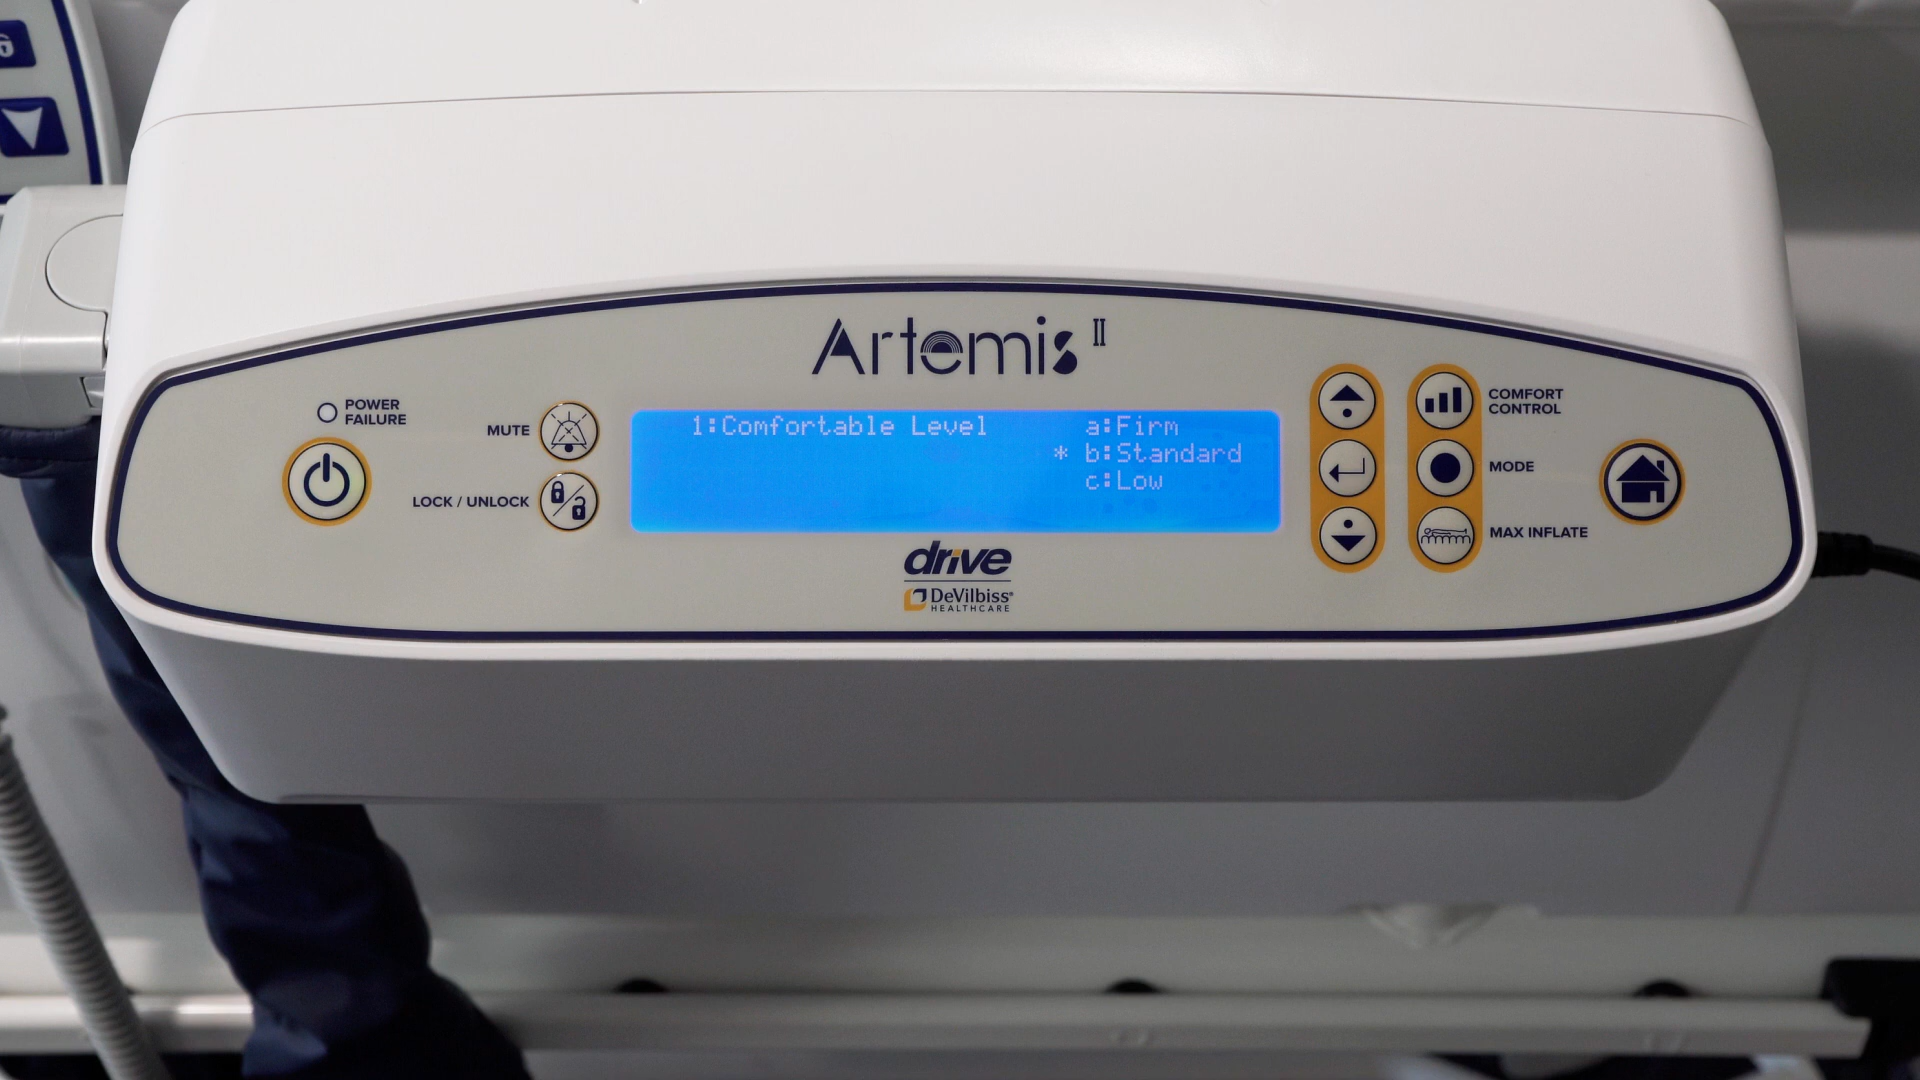 Artemis II
POWER
FAILURE
MUTE
LOCK / UNLOCK
1:Comfortable Level a:Firm
* b:Standard
c:Low
COMFORT
CONTROL
MODE
MAX INFLATE
drive
DeVilbiss®
HEALTHCARE